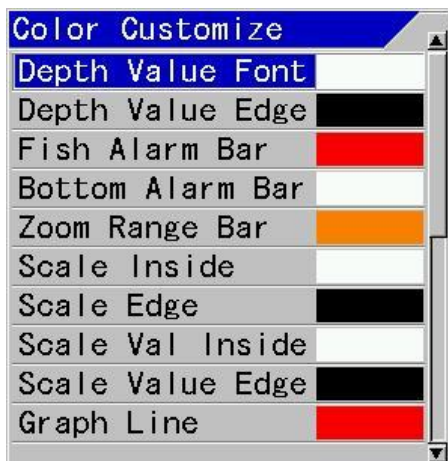 Color Customize
Depth Value Font
Depth Value Edge
Fish Alarm Bar
Bottom Alarm Bar
Zoom Range Bar
Scale Inside
Scale Edge
Scale Val Inside
Scale Value Edge
Graph Line